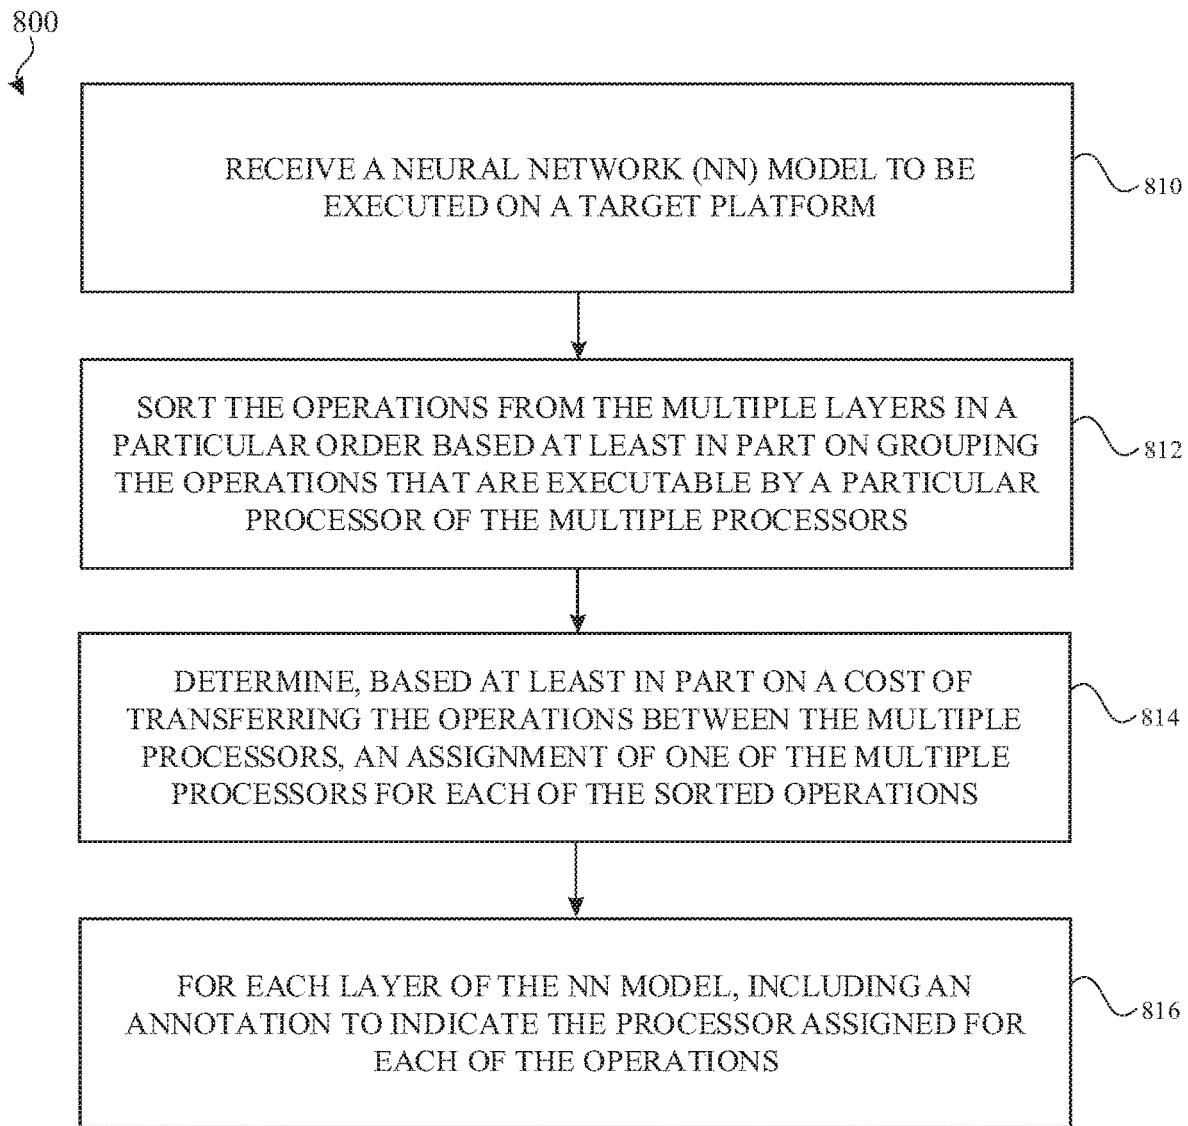 800
RECEIVE A NEURAL NETWORK (NN) MODEL TO BE
EXECUTED ON A TARGET PLATFORM
810
SORT THE OPERATIONS FROM THE MULTIPLE LAYERS IN A
PARTICULAR ORDER BASED AT LEAST IN PART ON GROUPING
THE OPERATIONS THAT ARE EXECUTABLE BY A PARTICULAR
PROCESSOR OF THE MULTIPLE PROCESSORS
812
DETERMINE, BASED AT LEAST IN PART ON A COST OF
TRANSFERRING THE OPERATIONS BETWEEN THE MULTIPLE
PROCESSORS, AN ASSIGNMENT OF ONE OF THE MULTIPLE
PROCESSORS FOR EACH OF THE SORTED OPERATIONS
814
FOR EACH LAYER OF THE NN MODEL, INCLUDING AN
ANNOTATION TO INDICATE THE PROCESSOR ASSIGNED FOR
EACH OF THE OPERATIONS
816